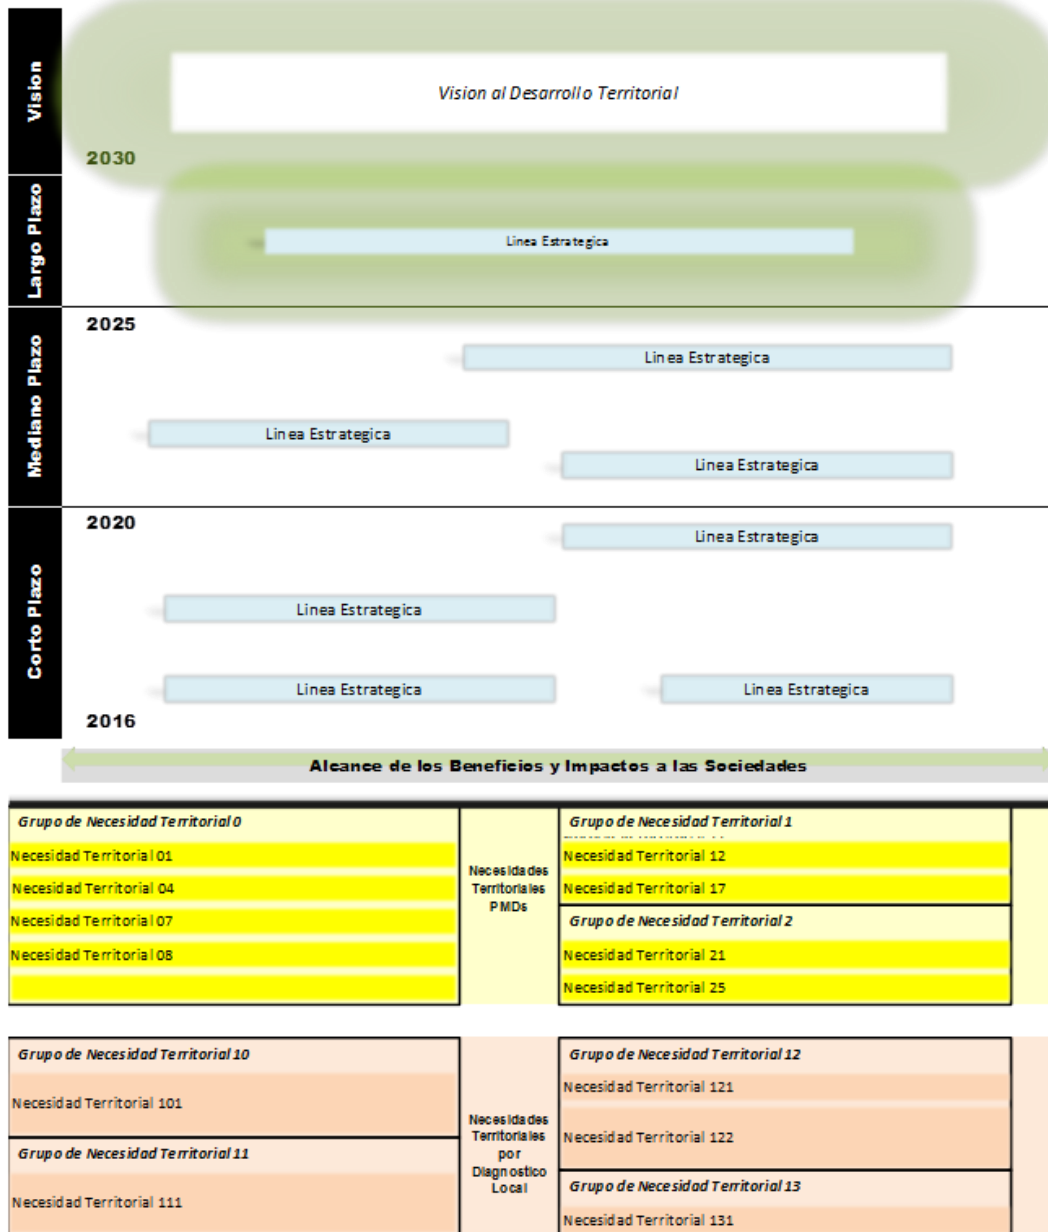 Vision
Vision al Desarrollo Territorial
2030
Largo Plazo
Linea Estrategica
2025
Mediano Plazo
Linea Estrategica
Linea Estrategica
Linea Estrategica
2020
Corto Plazo
Linea Estrategica
Linea Estrategica
Linea Estrategica
Linea Estrategica
2016
Alcance de los Beneficios y Impactos a las Sociedades
Grupo de Necesidad Territorial 0
Necesidad Territorial 01
Necesidad Territorial 04
Necesidad Territorial 07
Necesidad Territorial 08
Necesidades
Territoriales
PMDs
Grupo de Necesidad Territorial 1
Necesidad Territorial 12
Necesidad Territorial 17
Grupo de Necesidad Territorial 2
Necesidad Territorial 21
Necesidad Territorial 25
Grupo de Necesidad Territorial 10
Necesidad Territorial 101
Grupo de Necesidad Territorial 11
Necesidad Territorial 111
Necesidades
Territoriales
por
Diagnostico
Local
Grupo de Necesidad Territorial 12
Necesidad Territorial 121
Necesidad Territorial 122
Grupo de Necesidad Territorial 13
Necesidad Territorial 131